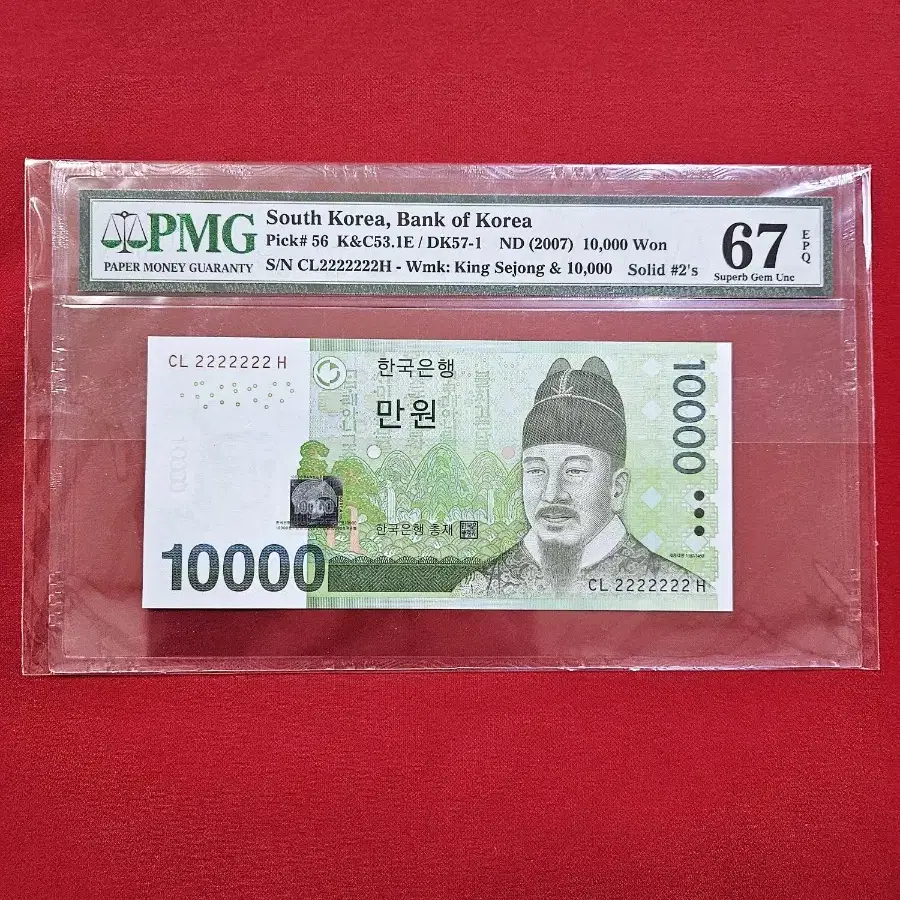 PMG
PAPER MONEY GUARANTY
South Korea, Bank of Korea
Pick# 56 K&C53.1E / DK57-1 ND (2007) 10,000 Won
S/N CL2222222H - Wmk: King Sejong & 10,000 Solid #2's
67
EPQ
Superb Gem Unc
CL 2222222 H
한국은행
만원
10000
10000
한국은행 총재
10000
CL 2222222 H